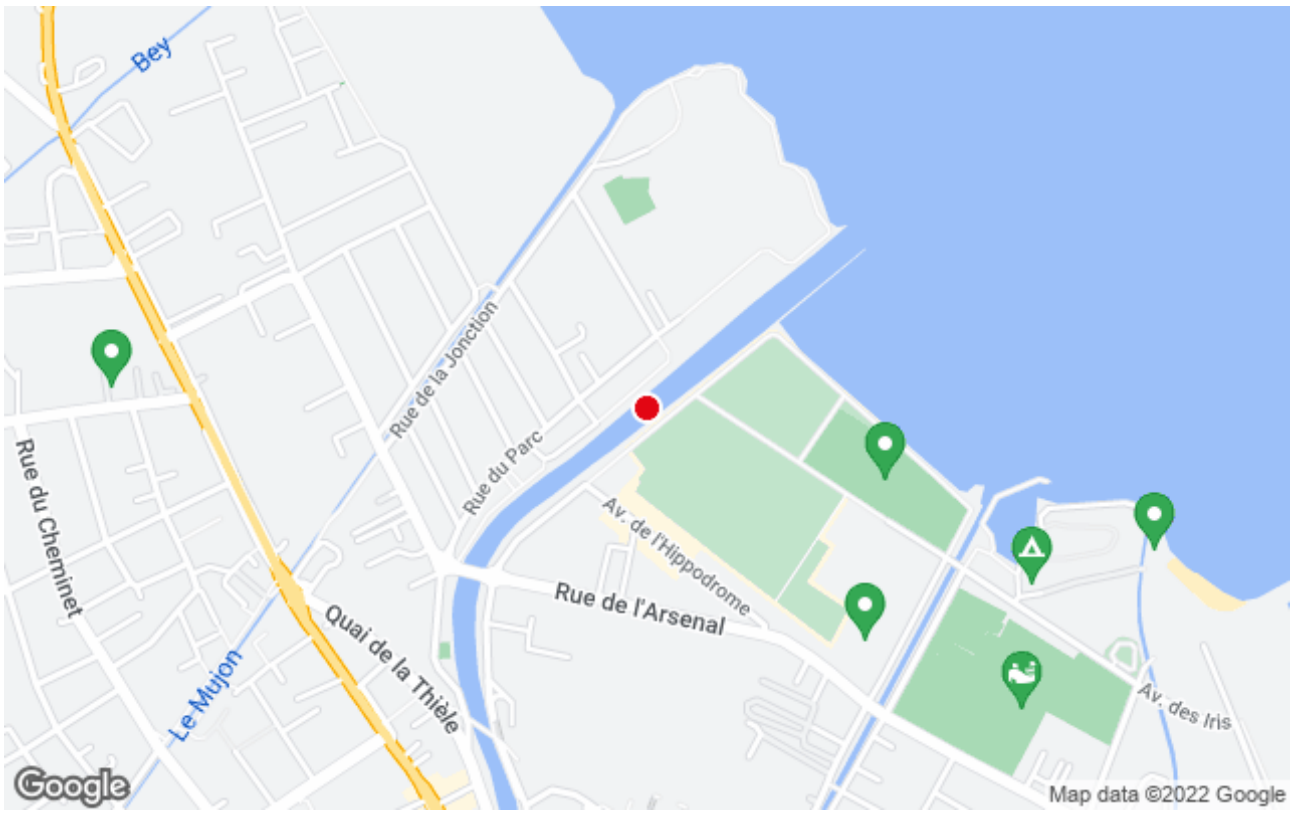 Bey
Rue de la Jonction
Rue du Parc
Rue du Cheminet
Av. de l'Hippodrome
Rue de l'Arsenal
Quai de la Thièle
Le Mujon
Av. des Iris
Google
Map data ©2022 Google